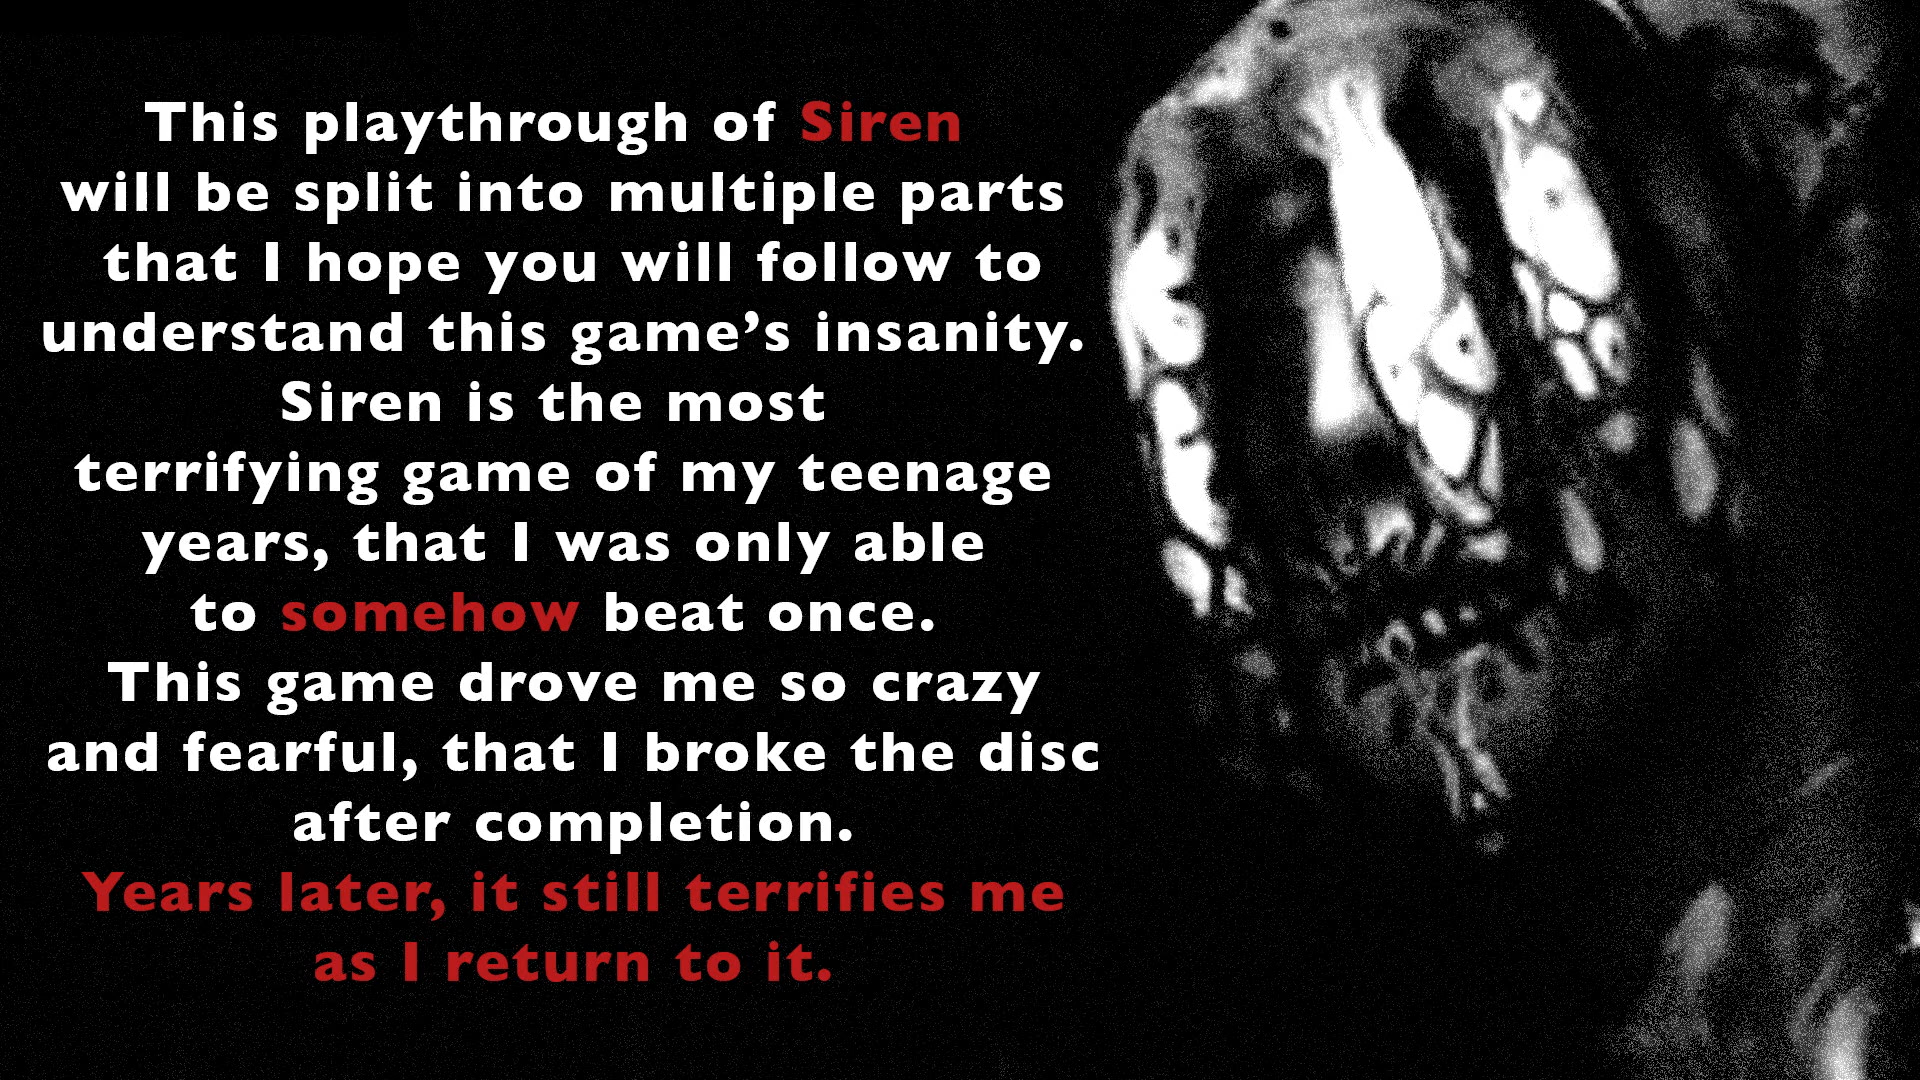 This playthrough of Siren
will be split into multiple parts
that I hope you will follow to
understand this game’s insanity.
Siren is the most
terrifying game of my teenage
years, that I was only able
to somehow beat once.
This game drove me so crazy
and fearful, that I broke the disc
after completion.
Years later, it still terrifies me
as I return to it.